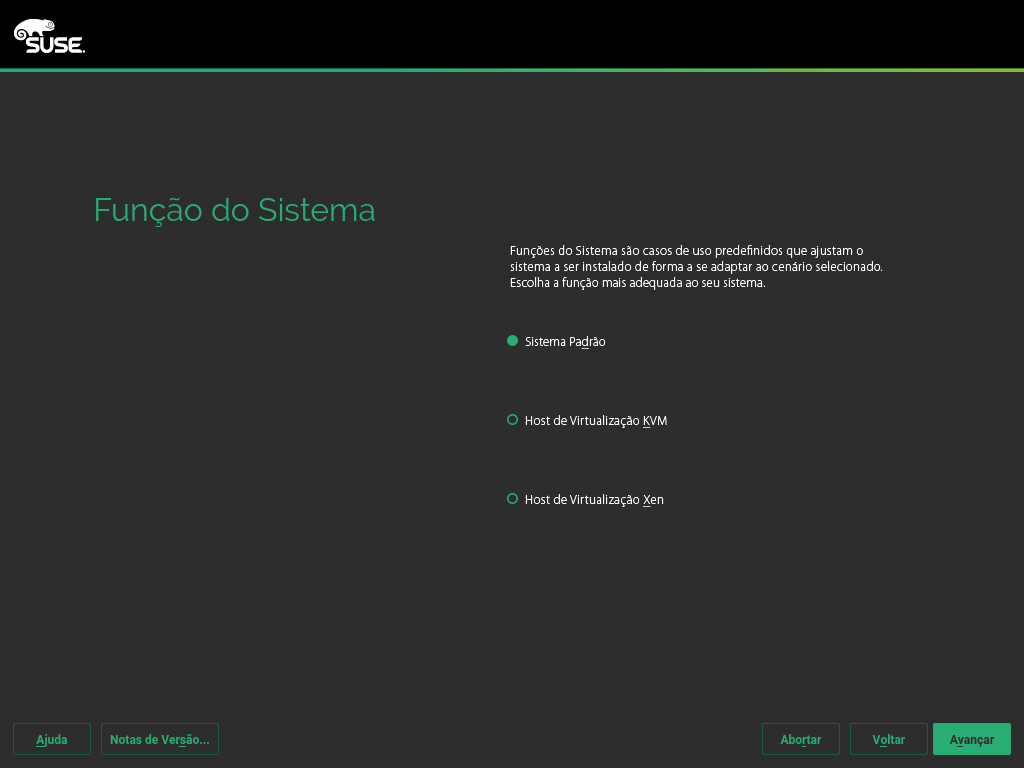 SUSE
Função do Sistema
Funções do Sistema são casos de uso predefinidos que ajustam o
sistema a ser instalado de forma a se adaptar ao cenário selecionado.
Escolha a função mais adequada ao seu sistema.
Sistema Padrão
Host de Virtualização KVM
Host de Virtualização Xen
Ajuda
Notas de Versão...
Abortar
Voltar
Avançar